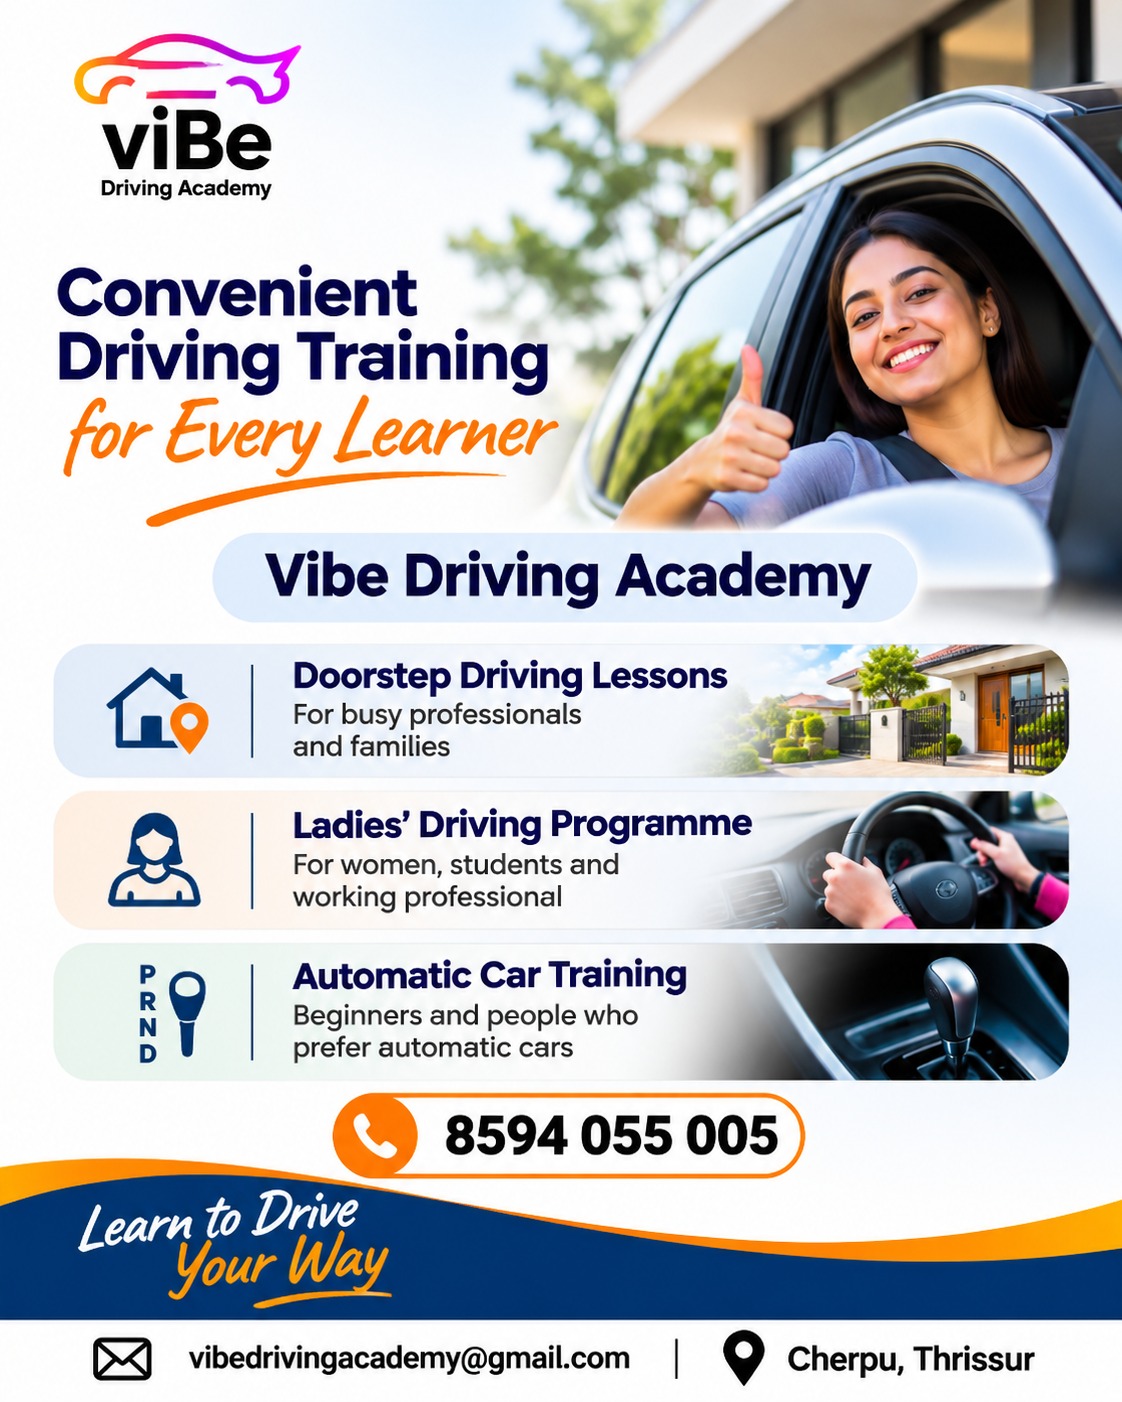 viBe
Driving Academy
Convenient
Driving Training
for Every Learner
Vibe Driving Academy
Doorstep Driving Lessons
For busy professionals
and families
Ladies’ Driving Programme
For women, students and
working professional
P
R
N
D
Automatic Car Training
Beginners and people who
prefer automatic cars
8594 055 005
Learn to Drive
Your Way
vibedrivingacademy@gmail.com
Cherpu, Thrissur